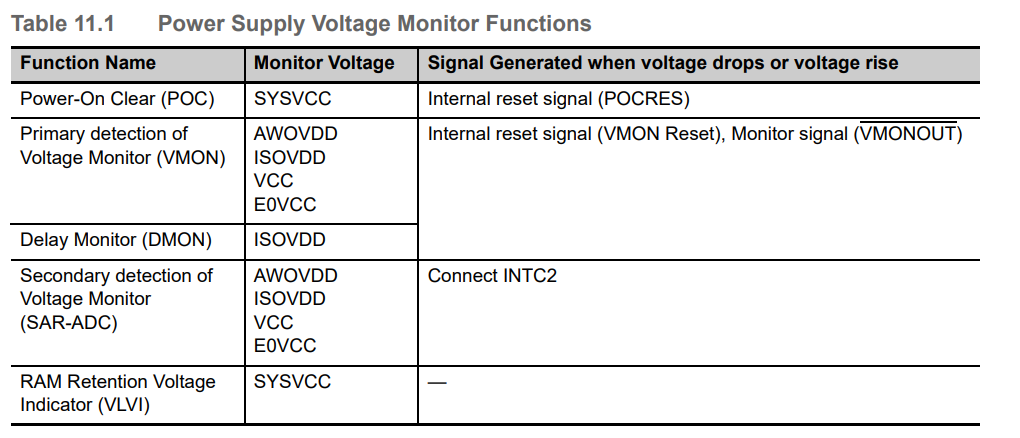 Table 11.1 Power Supply Voltage Monitor Functions
Function Name Monitor Voltage Signal Generated when voltage drops or voltage rise
Power-On Clear (POC) SYSVCC Internal reset signal (POCRES)
Primary detection of AWOVDD Internal reset signal (VMON Reset), Monitor signal (VMONOUT)
Voltage Monitor (VMON) ISOVDD
VCC
E0VCC
Delay Monitor (DMON) ISOVDD
Secondary detection of AWOVDD Connect INTC2
Voltage Monitor ISOVDD
(SAR-ADC) VCC
E0VCC
RAM Retention Voltage SYSVCC —
Indicator (VLVI)